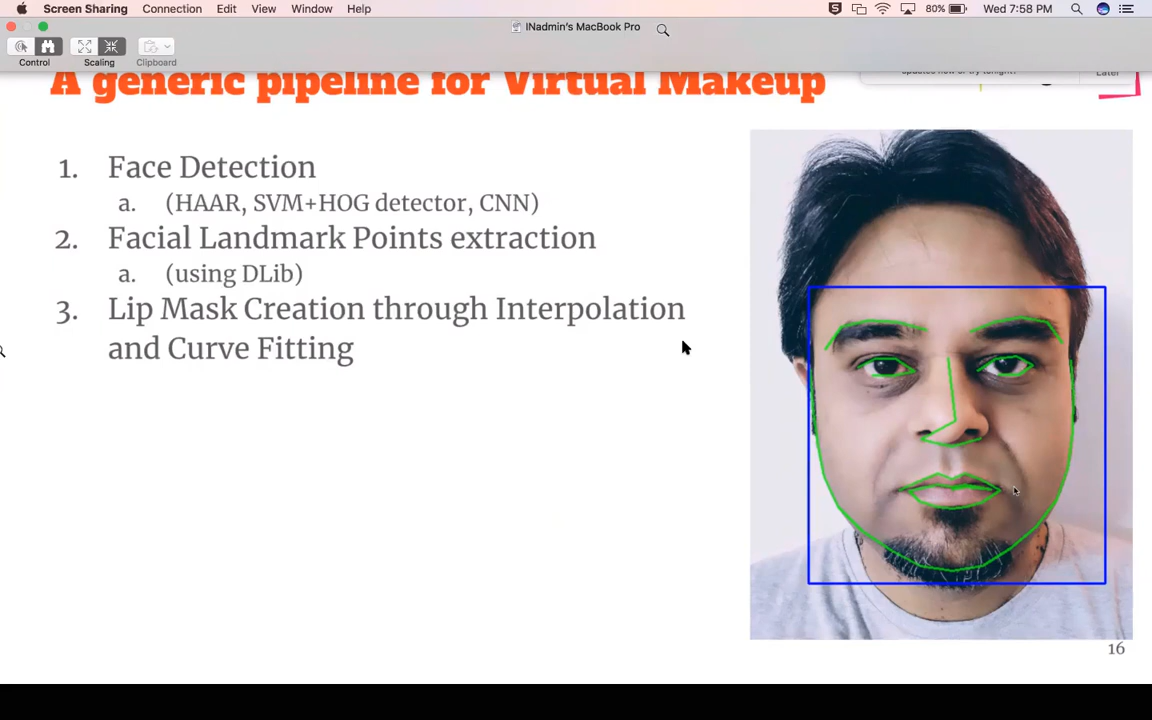 Screen Sharing Connection Edit View Window Help 80% Wed 7:58 PM
INadmin's MacBook Pro
Control Scaling Clipboard
A generic pipeline for Virtual Makeup
Later
1. Face Detection
a. (HAAR, SVM+HOG detector, CNN)
2. Facial Landmark Points extraction
a. (using DLib)
3. Lip Mask Creation through Interpolation
and Curve Fitting
16